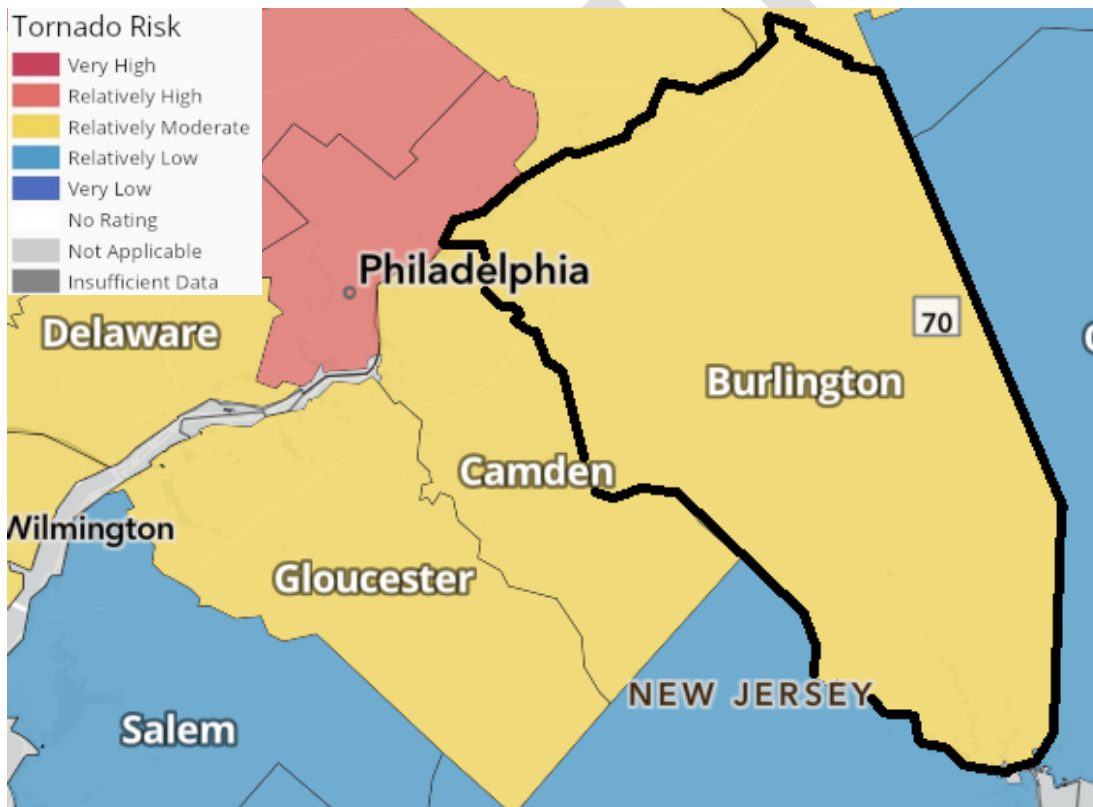 Tornado Risk
Very High
Relatively High
Relatively Moderate
Relatively Low
Very Low
No Rating
Not Applicable
Insufficient Data
Philadelphia
70
Delaware
Burlington
Camden
Wilmington
Gloucester
NEW JERSEY
Salem